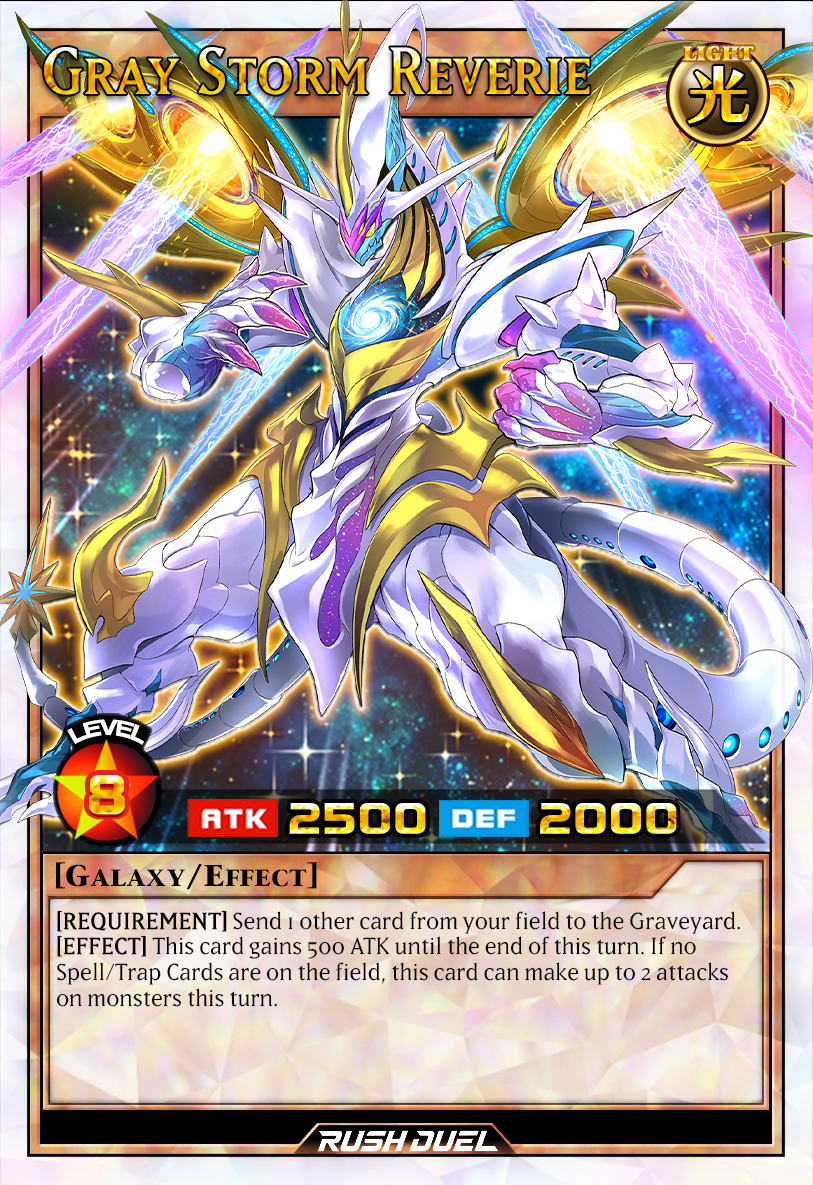 Gray Storm Reverie
LIGHT
光
LEVEL
8
ATK 2500 DEF 2000
[Galaxy/Effect]
[REQUIREMENT] Send 1 other card from your field to the Graveyard.
[EFFECT] This card gains 500 ATK until the end of this turn. If no
Spell/Trap Cards are on the field, this card can make up to 2 attacks
on monsters this turn.
RUSH DUEL